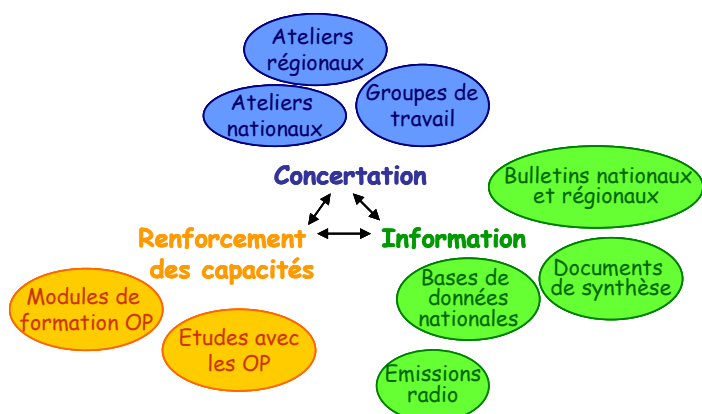 Ateliers
régionaux
Ateliers
nationaux
Groupes de
travail
Concertation
Bulletins nationaux
et régionaux
Renforcement
des capacités
Information
Modules de
formation OP
Etudes avec
les OP
Bases de
données
nationales
Documents
de synthèse
Emissions
radio